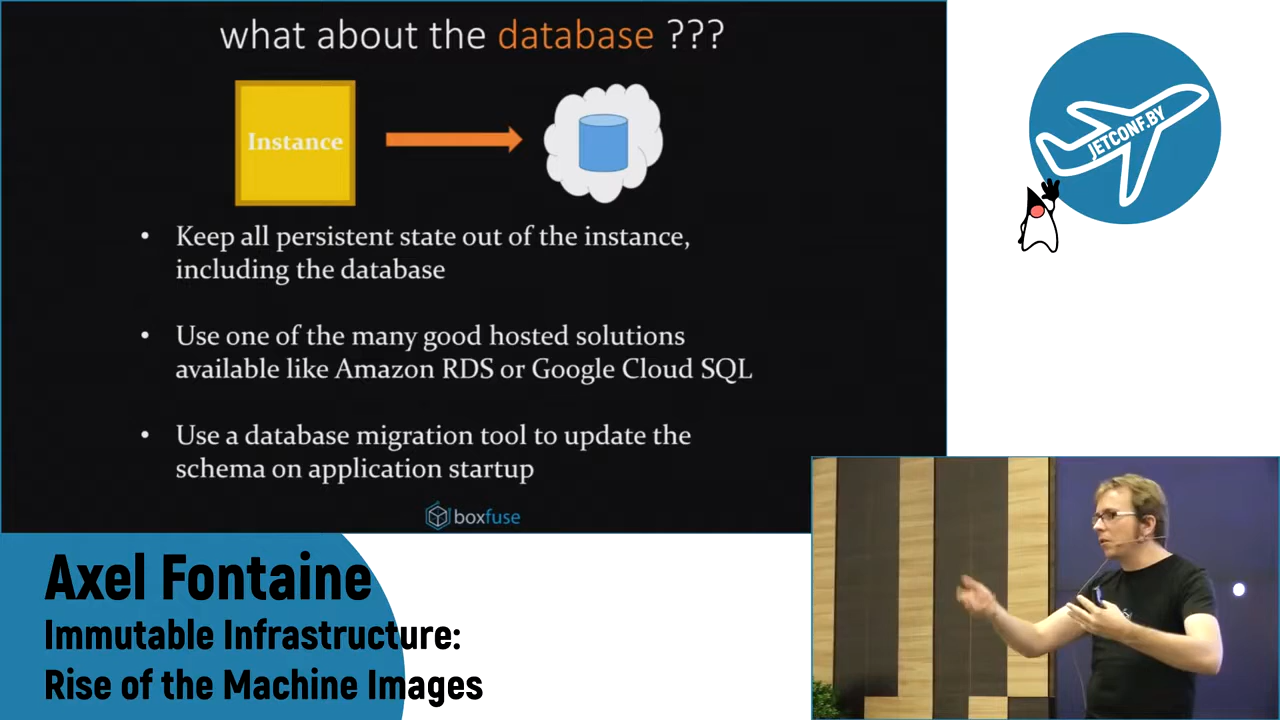 what about the database ???
Instance
• Keep all persistent state out of the instance,
including the database
• Use one of the many good hosted solutions
available like Amazon RDS or Google Cloud SQL
• Use a database migration tool to update the
schema on application startup
boxfuse
JETCONF.BY
Axel Fontaine
Immutable Infrastructure:
Rise of the Machine Images